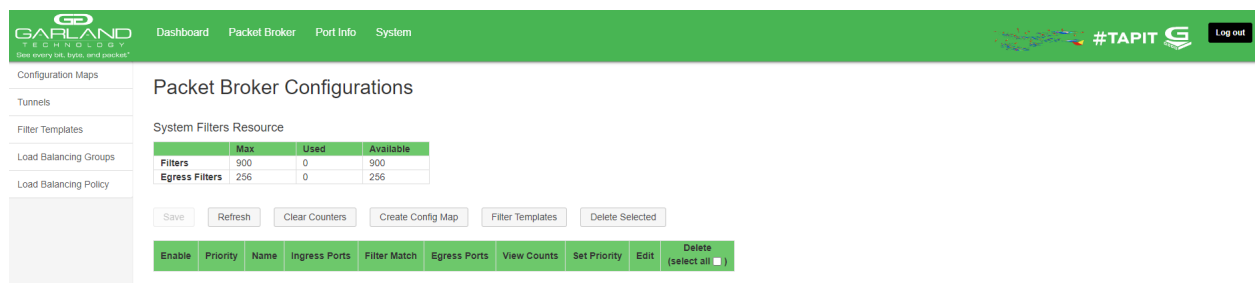 GARLAND
TECHNOLOGY
See every bit, byte, and packet®
Dashboard Packet Broker Port Info System
#TAPIT
Log out
Configuration Maps
Tunnels
Filter Templates
Load Balancing Groups
Load Balancing Policy
Packet Broker Configurations
System Filters Resource
Max Used Available
Filters 900 0 900
Egress Filters 256 0 256
Save Refresh Clear Counters Create Config Map Filter Templates Delete Selected
Enable Priority Name Ingress Ports Filter Match Egress Ports View Counts Set Priority Edit Delete
(select all )